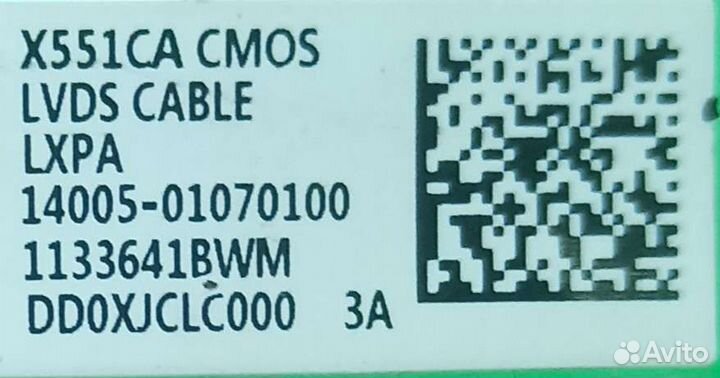 X551CA CMOS
LVDS CABLE
LXPA
14005-01070100
1133641BWM
DD0XJCLC000 3A
Avito